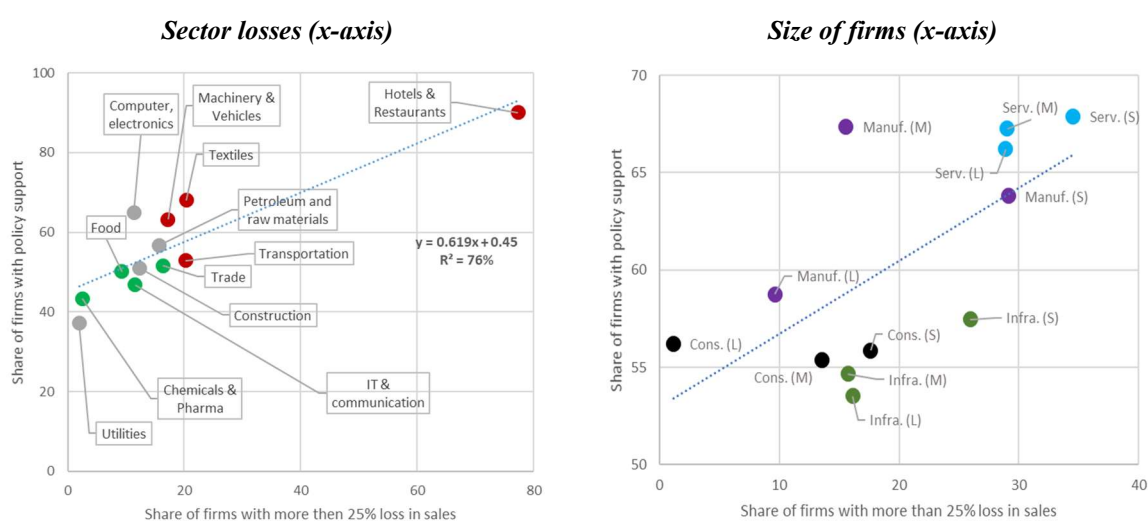 Sector losses (x-axis)
100
80
60
40
20
0
0
20
40
60
80
Share of firms with policy support
Share of firms with more then 25% loss in sales
Computer,
electronics
Machinery &
Vehicles
Hotels &
Restaurants
Textiles
Petroleum and
raw materials
Food
y = 0.619x + 0.45
R² = 76%
Transportation
Trade
Construction
Chemicals &
Pharma
IT &
communication
Utilities
Size of firms (x-axis)
70
65
60
55
50
0
10
20
30
40
Share of firms with policy support
Share of firms with more than 25% loss in sales
Serv. (M)
Serv. (S)
Manuf. (M)
Serv. (L)
Manuf. (S)
Manuf. (L)
Infra. (S)
Cons. (L)
Cons. (S)
Cons. (M)
Infra. (M)
Infra. (L)